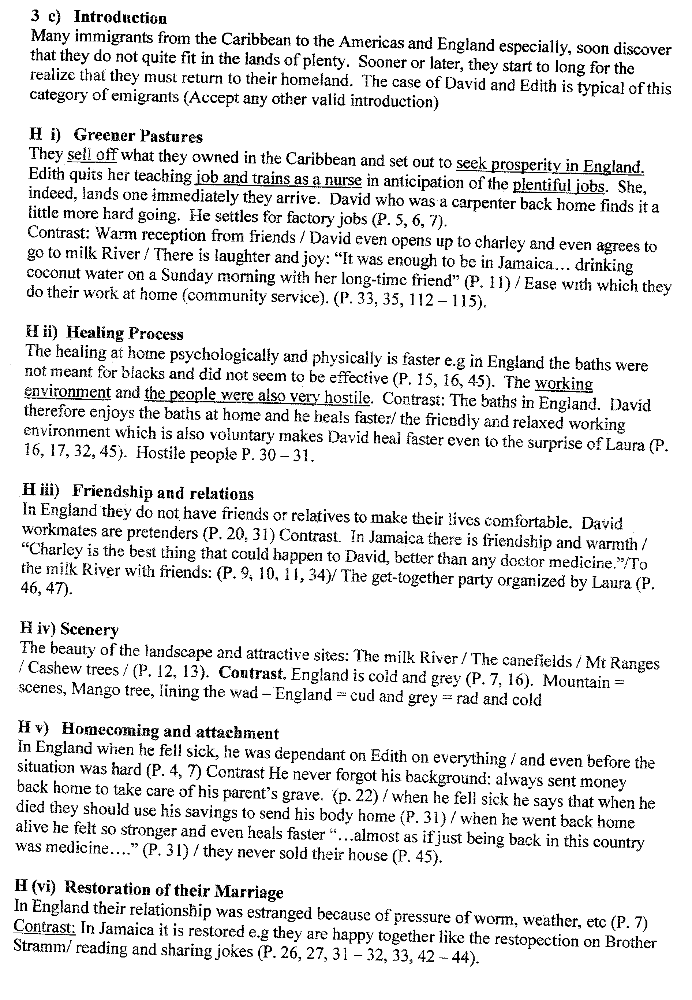 3 c) Introduction
Many immigrants from the Caribbean to the Americas and England especially, soon discover
that they do not quite fit in the lands of plenty. Sooner or later, they start to long for the
realize that they must return to their homeland. The case of David and Edith is typical of this
category of emigrants (Accept any other valid introduction)
H i) Greener Pastures
They sell off what they owned in the Caribbean and set out to seek prosperity in England.
Edith quits her teaching job and trains as a nurse in anticipation of the plentiful jobs. She,
indeed, lands one immediately they arrive. David who was a carpenter back home finds it a
little more hard going. He settles for factory jobs (P. 5, 6, 7).
Contrast: Warm reception from friends / David even opens up to charley and even agrees to
go to milk River / There is laughter and joy: “It was enough to be in Jamaica... drinking
coconut water on a Sunday morning with her long-time friend” (P. 11) / Ease with which they
do their work at home (community service). (P. 33, 35, 112 – 115).
H ii) Healing Process
The healing at home psychologically and physically is faster e.g in England the baths were
not meant for blacks and did not seem to be effective (P. 15, 16, 45). The working
environment and the people were also very hostile. Contrast: The baths in England. David
therefore enjoys the baths at home and he heals faster/ the friendly and relaxed working
environment which is also voluntary makes David heal faster even to the surprise of Laura (P.
16, 17, 32, 45). Hostile people P. 30 – 31.
H iii) Friendship and relations
In England they do not have friends or relatives to make their lives comfortable. David
workmates are pretenders (P. 20, 31) Contrast. In Jamaica there is friendship and warmth /
“Charley is the best thing that could happen to David, better than any doctor medicine.”/To
the milk River with friends: (P. 9, 10, 11, 34)/ The get-together party organized by Laura (P.
46, 47).
H iv) Scenery
The beauty of the landscape and attractive sites: The milk River / The canefields / Mt Ranges
/ Cashew trees / (P. 12, 13). Contrast. England is cold and grey (P. 7, 16). Mountain =
scenes, Mango tree, lining the wad – England = cud and grey = rad and cold
H v) Homecoming and attachment
In England when he fell sick, he was dependant on Edith on everything / and even before the
situation was hard (P. 4, 7) Contrast He never forgot his background: always sent money
back home to take care of his parent's grave. (p. 22) / when he fell sick he says that when he
died they should use his savings to send his body home (P. 31) / when he went back home
alive he felt so stronger and even heals faster “...almost as if just being back in this country
was medicine....” (P. 31) / they never sold their house (P. 45).
H (vi) Restoration of their Marriage
In England their relationship was estranged because of pressure of worm, weather, etc (P. 7)
Contrast: In Jamaica it is restored e.g they are happy together like the restopection on Brother
Stramm/ reading and sharing jokes (P. 26, 27, 31 – 32, 33, 42 – 44).